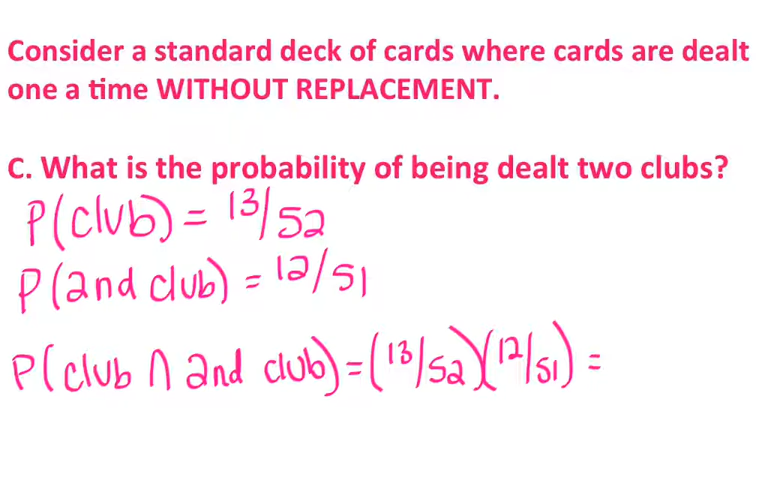 Consider a standard deck of cards where cards are dealt
one a time WITHOUT REPLACEMENT.
C. What is the probability of being dealt two clubs?
P(club) = 13/52
P(2nd club) = 12/51
P(club ∩ 2nd club) = (13/52)(12/51) =